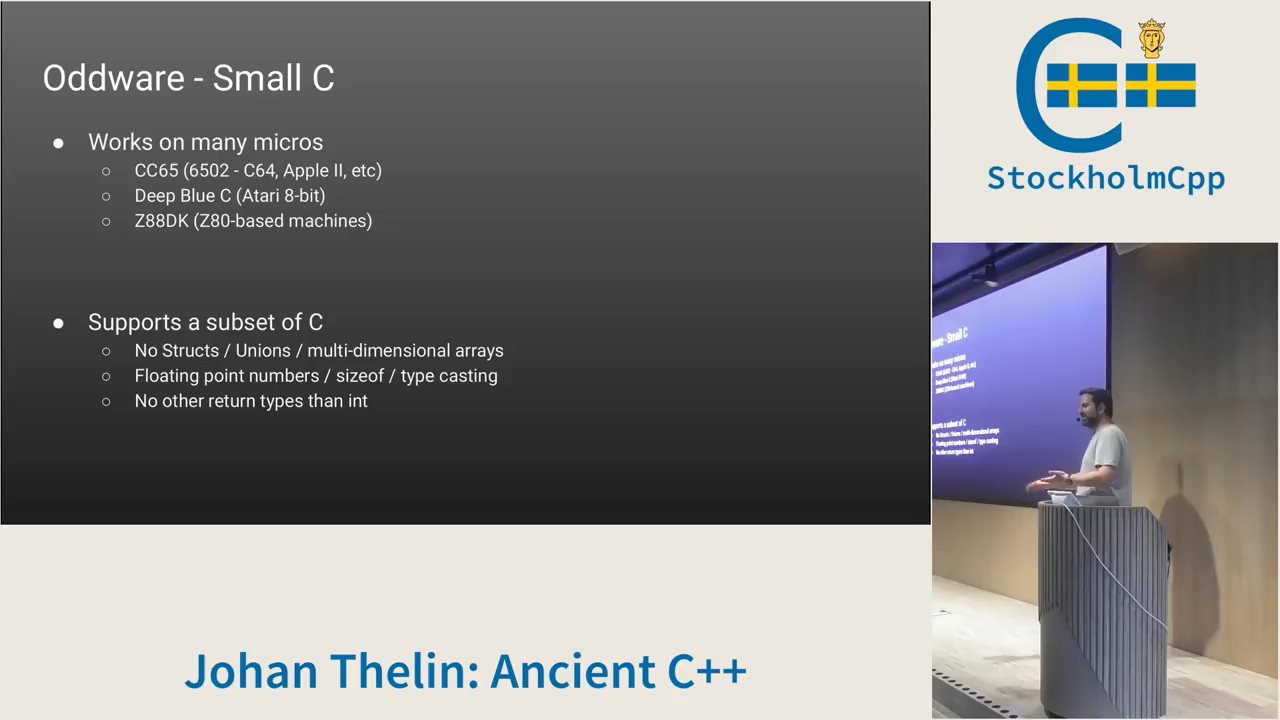 Oddware - Small C
● Works on many micros
○ CC65 (6502 - C64, Apple II, etc)
○ Deep Blue C (Atari 8-bit)
○ Z88DK (Z80-based machines)
● Supports a subset of C
○ No Structs / Unions / multi-dimensional arrays
○ Floating point numbers / sizeof / type casting
○ No other return types than int
C
StockholmCpp
ware - Small C
Johan Thelin: Ancient C++